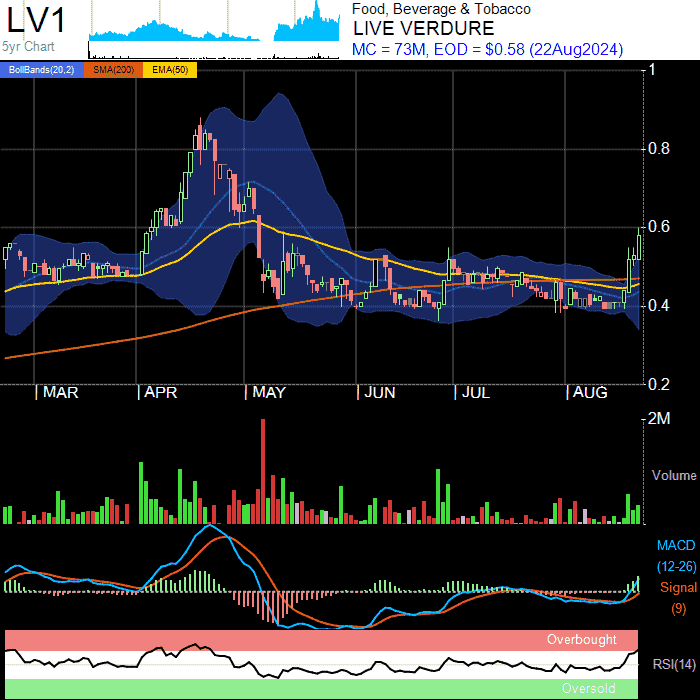 LV1
5yr Chart
Food, Beverage & Tobacco
LIVE VERDURE
MC = 73M, EOD = $0.58 (22Aug2024)
BollBands(20,2) SMA(200) EMA(50)
1
0.8
0.6
0.4
0.2
| MAR | APR | MAY | JUN | JUL | AUG
2M
Volume
MACD
(12-26)
Signal
(9)
Overbought
RSI(14)
Oversold